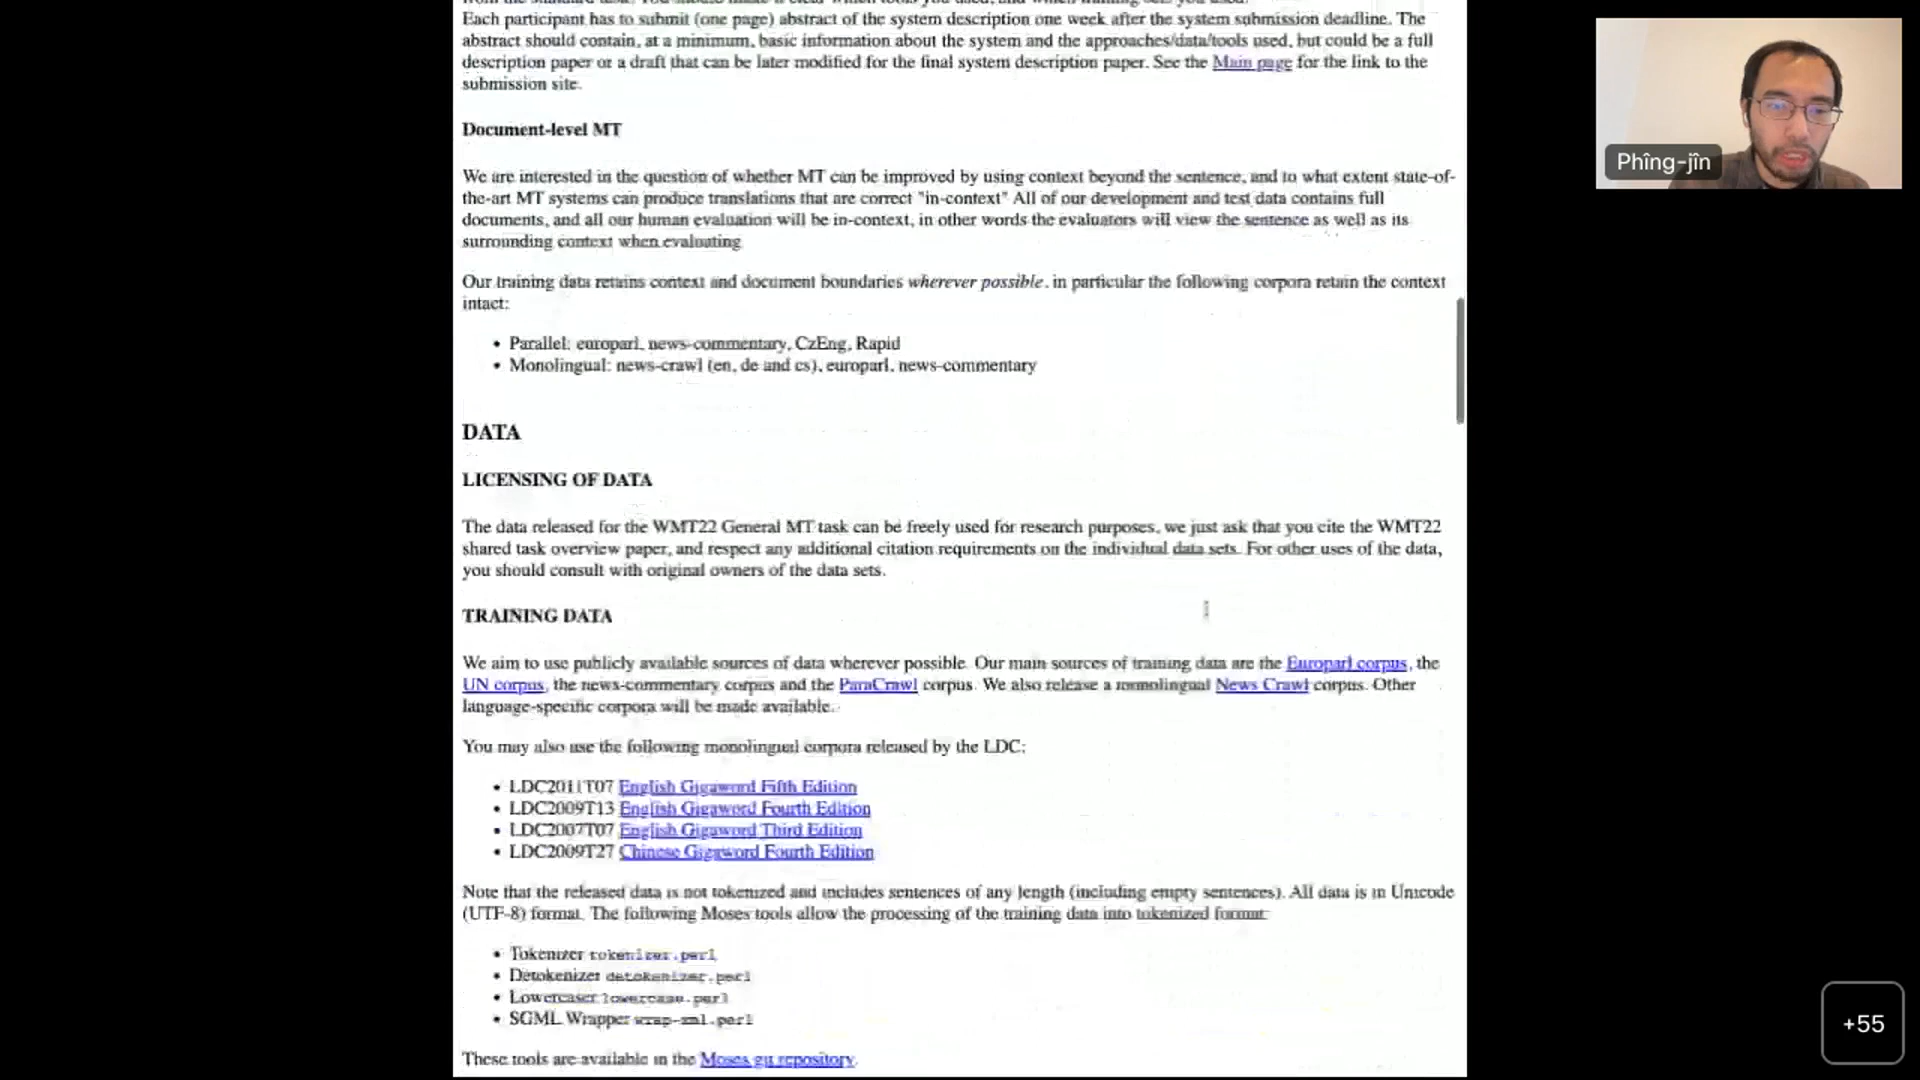 Each participant has to submit (one page) abstract of the system description one week after the system submission deadline. The
abstract should contain, at a minimum, basic information about the system and the approaches/data/tools used, but could be a full
description paper or a draft that can be later modified for the final system description paper. See the Main page for the link to the
submission site.
Document-level MT
We are interested in the question of whether MT can be improved by using context beyond the sentence, and to what extent state-of-
the-art MT systems can produce translations that are correct "in-context" All of our development and test data contains full
documents, and all our human evaluation will be in-context, in other words the evaluators will view the sentence as well as its
surrounding context when evaluating
Our training data retains context and document boundaries wherever possible, in particular the following corpora retain the context
intact:
• Parallel: europarl, news-commentary, CzEng, Rapid
• Monolingual: news-crawl (en, de and cs), europarl, news-commentary
DATA
LICENSING OF DATA
The data released for the WMT22 General MT task can be freely used for research purposes, we just ask that you cite the WMT22
shared task overview paper, and respect any additional citation requirements on the individual data sets. For other uses of the data,
you should consult with original owners of the data sets.
TRAINING DATA
We aim to use publicly available sources of data wherever possible. Our main sources of training data are the Europarl corpus, the
UN corpus, the news-commentary corpus and the ParaCrawl corpus. We also release a monolingual News Crawl corpus. Other
language-specific corpora will be made available.
You may also use the following monolingual corpora released by the LDC:
• LDC2011T07 English Gigaword Fifth Edition
• LDC2009T13 English Gigaword Fourth Edition
• LDC2007T07 English Gigaword Third Edition
• LDC2009T27 Chinese Gigaword Fourth Edition
Note that the released data is not tokenized and includes sentences of any length (including empty sentences). All data is in Unicode
(UTF-8) format. The following Moses tools allow the processing of the training data into tokenized format:
• Tokenizer tokenizer.perl
• Detokenizer detokenizer.perl
• Lowercaser lowercase.perl
• SGML Wrapper wrap-xml.perl
These tools are available in the Moses git repository.
Phîng-jîn
+55